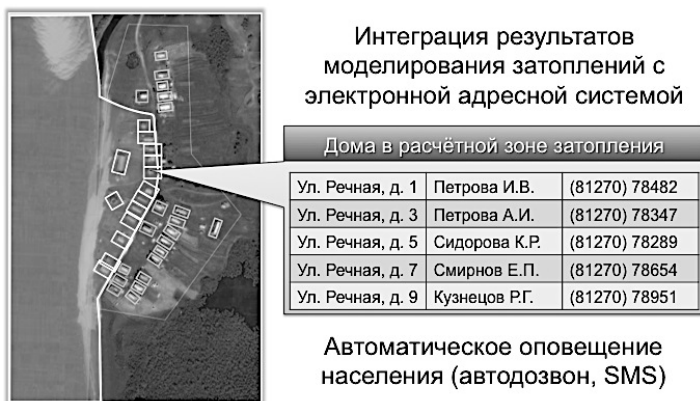 Интеграция результатов
моделирования затоплений с
электронной адресной системой
Дома в расчётной зоне затопления
Ул. Речная, д. 1 Петрова И.В. (81270) 78482
Ул. Речная, д. 3 Петрова А.И. (81270) 78347
Ул. Речная, д. 5 Сидорова К.Р. (81270) 78289
Ул. Речная, д. 7 Смирнов Е.П. (81270) 78654
Ул. Речная, д. 9 Кузнецов Р.Г. (81270) 78951
Автоматическое оповещение
населения (автодозвон, SMS)